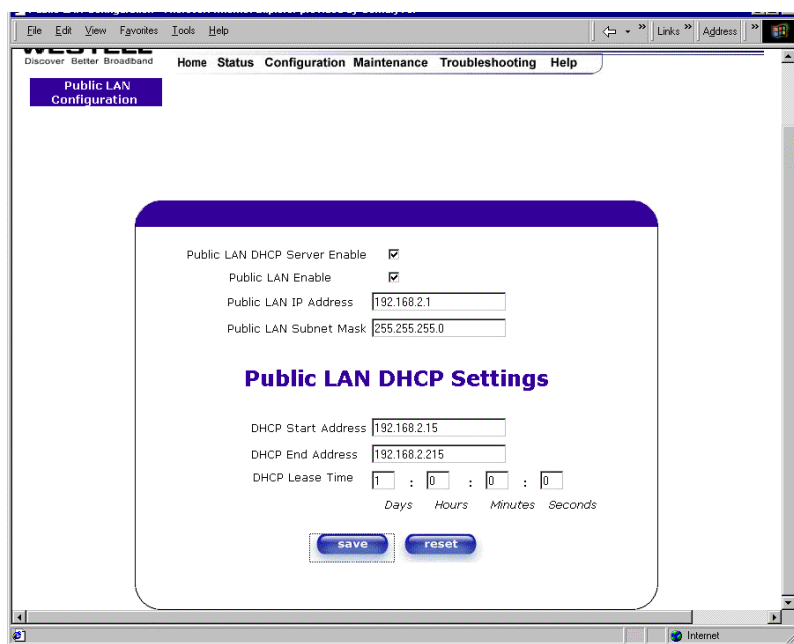 File Edit View Favorites Tools Help Links » Address »
WESTELL
Discover Better Broadband
Home Status Configuration Maintenance Troubleshooting Help
Public LAN
Configuration
Public LAN DHCP Server Enable
Public LAN Enable
Public LAN IP Address 192.168.2.1
Public LAN Subnet Mask 255.255.255.0
Public LAN DHCP Settings
DHCP Start Address 192.168.2.15
DHCP End Address 192.168.2.215
DHCP Lease Time 1 : 0 : 0 : 0
Days Hours Minutes Seconds
save reset
Internet